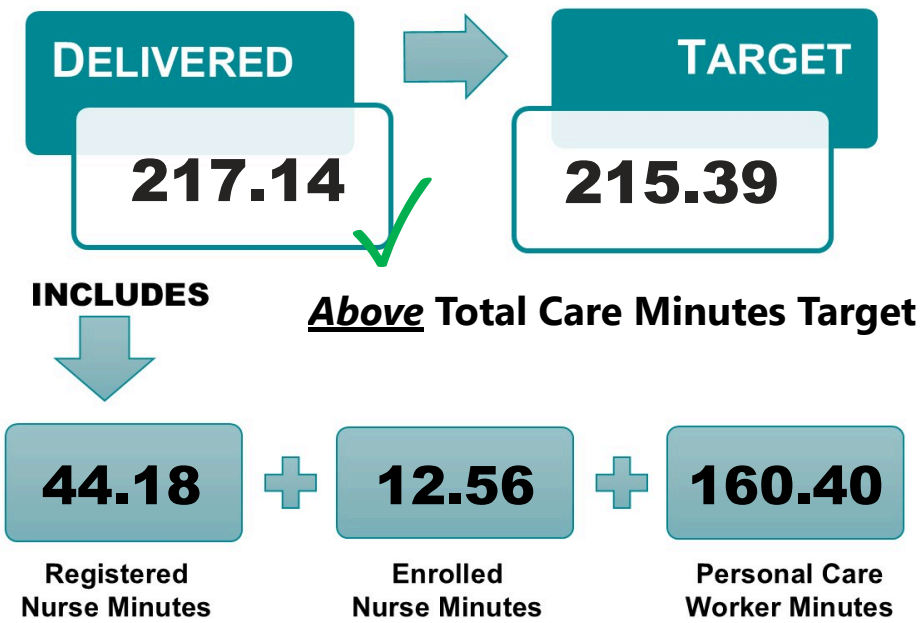 DELIVERED
TARGET
217.14
215.39
INCLUDES
Above Total Care Minutes Target
44.18
12.56
160.40
Registered
Nurse Minutes
Enrolled
Nurse Minutes
Personal Care
Worker Minutes